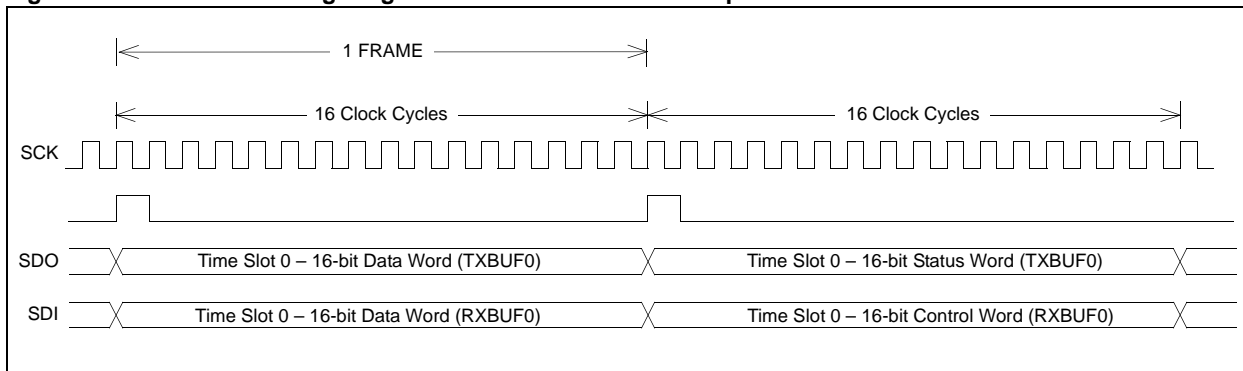 1 FRAME
16 Clock Cycles 16 Clock Cycles
SCK
SDO Time Slot 0 – 16-bit Data Word (TXBUF0) Time Slot 0 – 16-bit Status Word (TXBUF0)
SDI Time Slot 0 – 16-bit Data Word (RXBUF0) Time Slot 0 – 16-bit Control Word (RXBUF0)